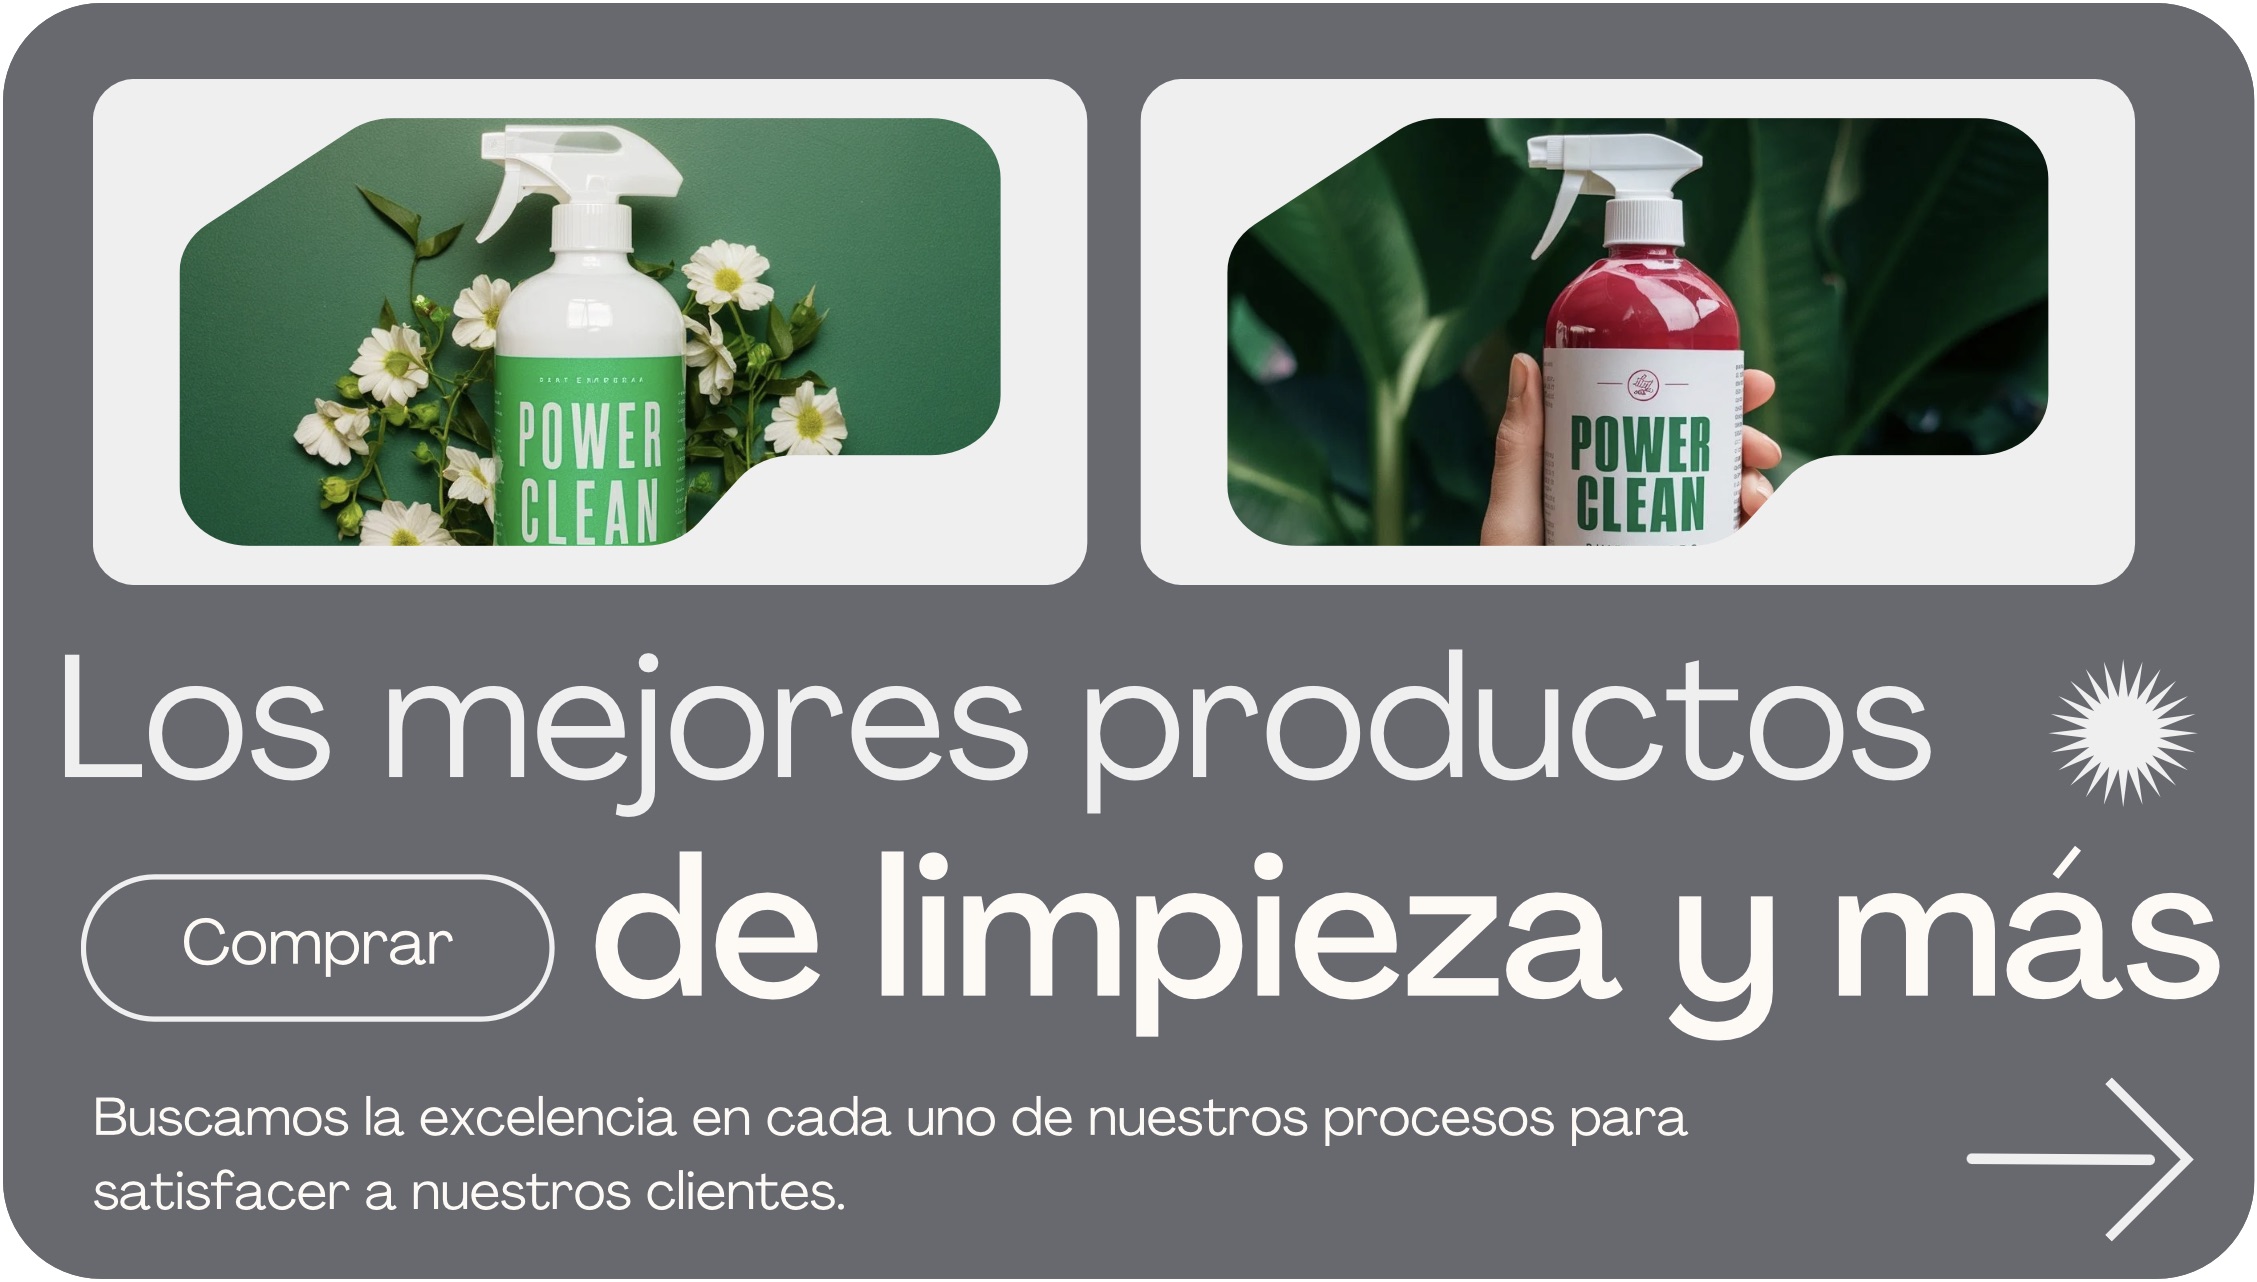 POWER
CLEAN
POWER
CLEAN
Los mejores productos
Comprar
de limpieza y más
Buscamos la excelencia en cada uno de nuestros procesos para
satisfacer a nuestros clientes.